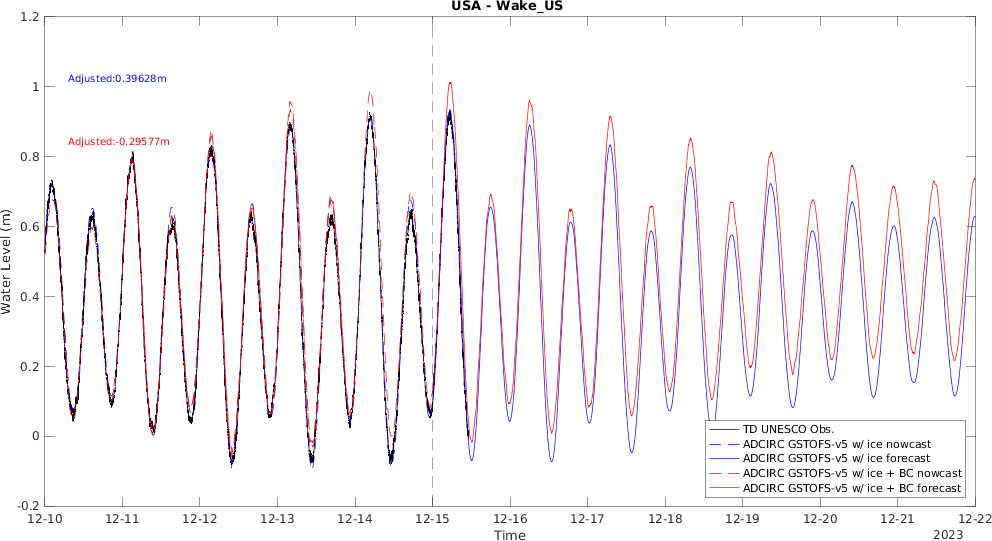 USA - Wake_US
1.2
1
0.8
0.6
0.4
0.2
0
-0.2
Water Level (m)
Adjusted:0.39628m
Adjusted:-0.29577m
TD UNESCO Obs.
ADCIRC GSTOFS-v5 w/ ice nowcast
ADCIRC GSTOFS-v5 w/ ice forecast
ADCIRC GSTOFS-v5 w/ ice + BC nowcast
ADCIRC GSTOFS-v5 w/ ice + BC forecast
12-10 12-11 12-12 12-13 12-14 12-15 12-16 12-17 12-18 12-19 12-20 12-21 12-22
Time
2023